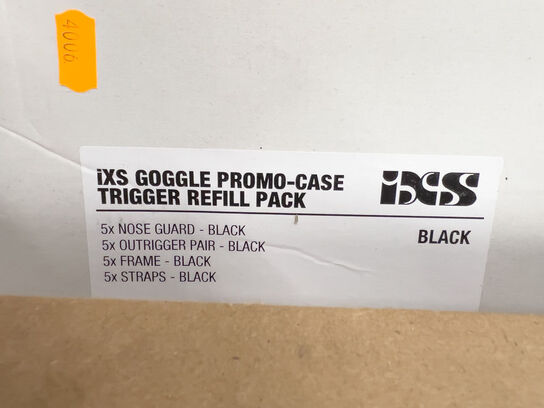 4006
iXS GOGGLE PROMO-CASE
TRIGGER REFILL PACK
iXS
5x NOSE GUARD - BLACK
5x OUTRIGGER PAIR - BLACK
5x FRAME - BLACK
5x STRAPS - BLACK
BLACK